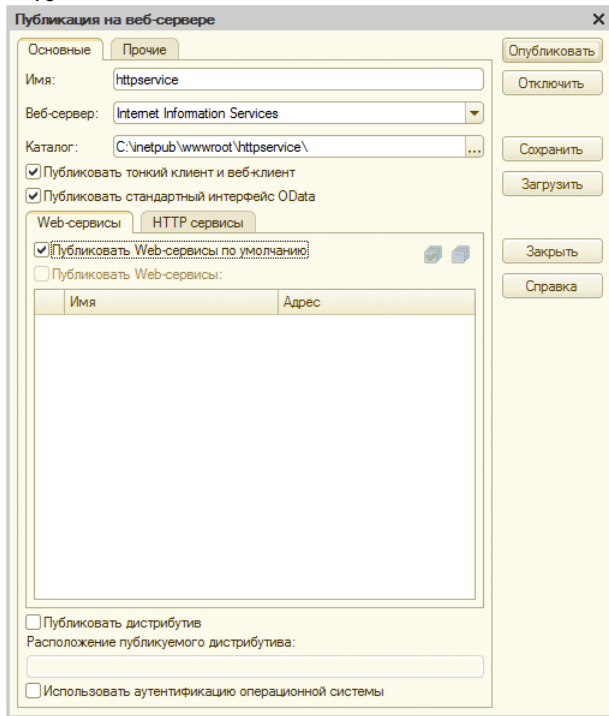 Публикация на веб-сервере
Основные Прочие
Опубликовать
Имя: httpservice
Отключить
Веб-сервер: Internet Information Services
Каталог: C:\inetpub\wwwroot\httpservice\ ...
Сохранить
Публиковать тонкий клиент и веб-клиент
Загрузить
Публиковать стандартный интерфейс OData
Web-сервисы HTTP сервисы
Публиковать Web-сервисы по умолчанию
Закрыть
Публиковать Web-сервисы:
Справка
Имя Адрес
Публиковать дистрибутив
Расположение публикуемого дистрибутива:
Использовать аутентификацию операционной системы